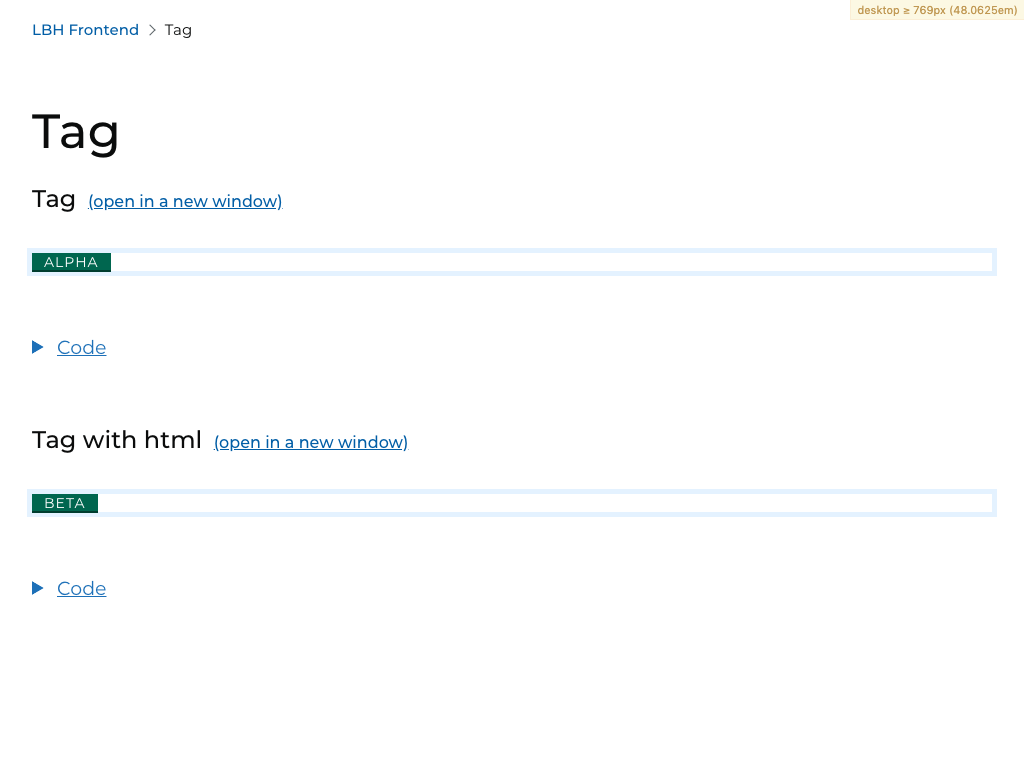 desktop ≥ 769px (48.0625em)
LBH Frontend > Tag
Tag
Tag (open in a new window)
ALPHA
Code
Tag with html (open in a new window)
BETA
Code